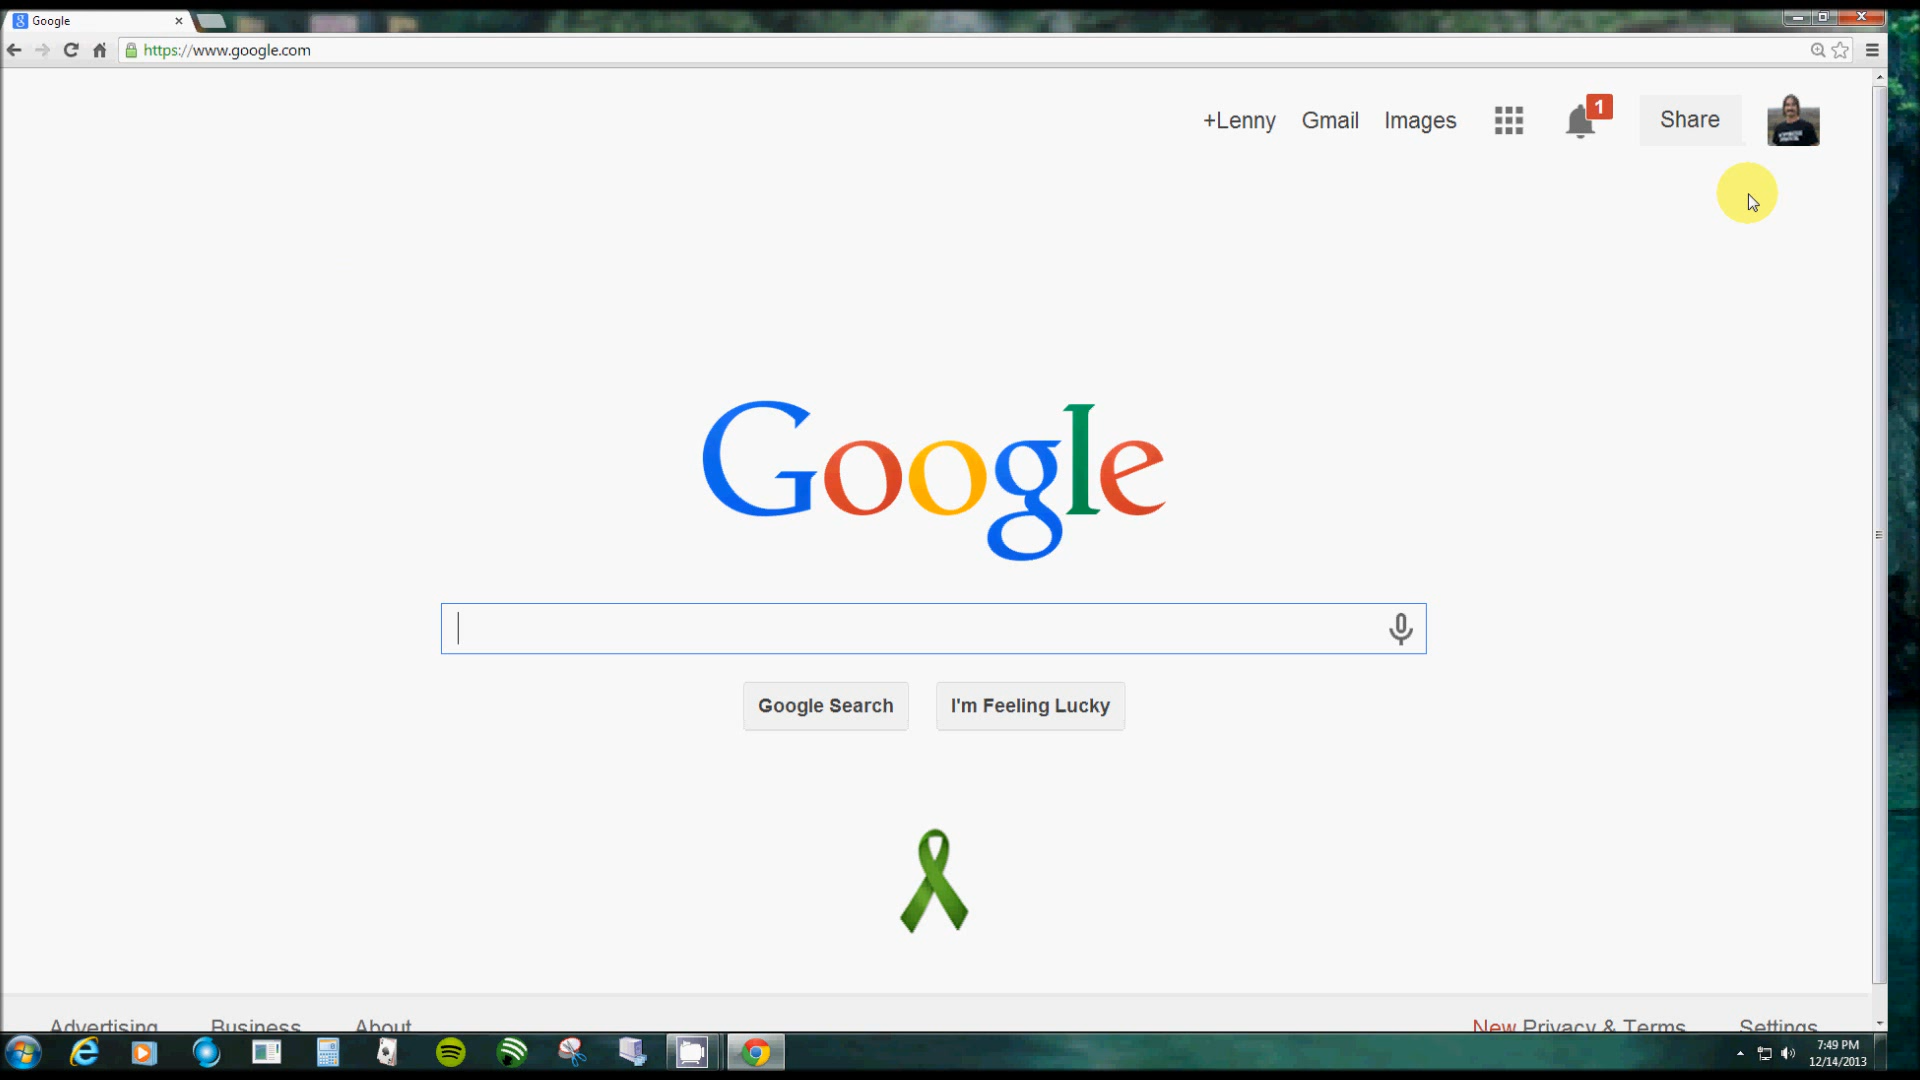 Google
https://www.google.com
+Lenny Gmail Images 1 Share
Google
Google Search I'm Feeling Lucky
Advertising Business About New Privacy & Terms Settings
7:49 PM
12/14/2013